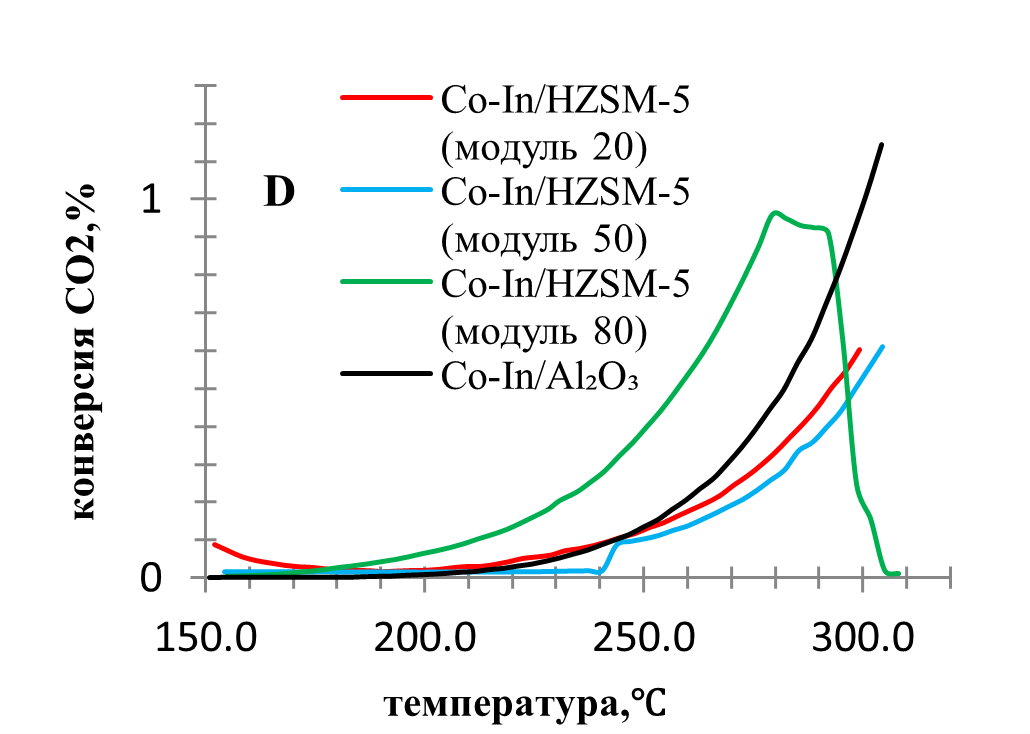 Co-In/HZSM-5
(модуль 20)
Co-In/HZSM-5
(модуль 50)
Co-In/HZSM-5
(модуль 80)
Co-In/Al₂O₃
D
конверсия CO2,%
1
0
150.0 200.0 250.0 300.0
температура,℃